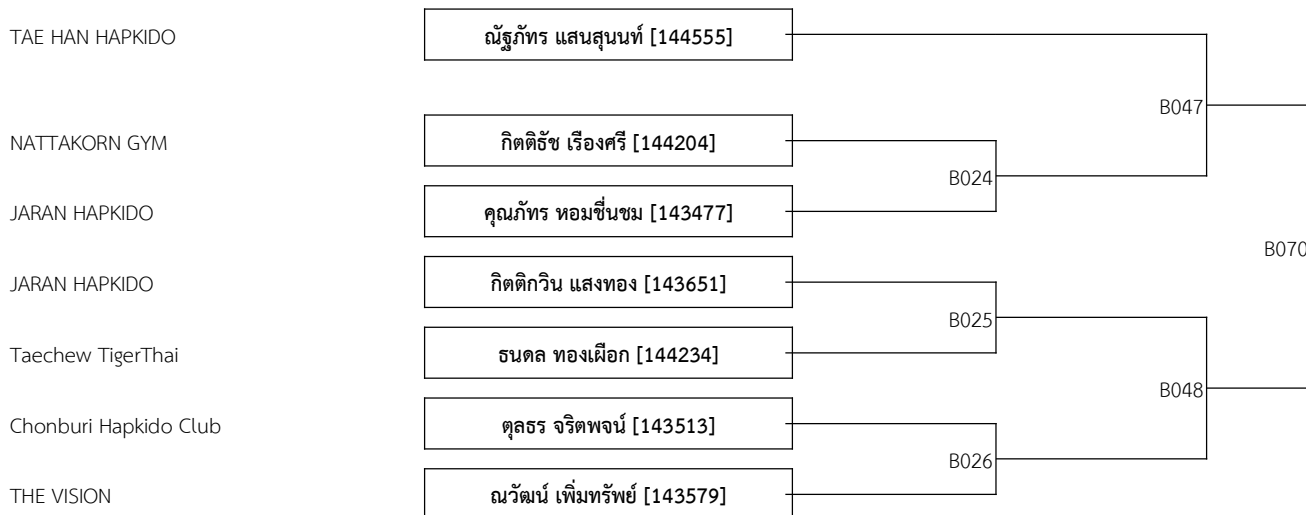 TAE HAN HAPKIDO ณัฐภัทร แสนสุนนท์ [144555]
B047
NATTAKORN GYM กิตติธัช เรืองศรี [144204]
B024
JARAN HAPKIDO คุณภัทร หอมชื่นชม [143477]
B070
JARAN HAPKIDO กิตติกวิน แสงทอง [143651]
B025
Taechew TigerThai ธนดล ทองเผือก [144234]
B048
Chonburi Hapkido Club ตุลธร จริตพจน์ [143513]
B026
THE VISION ณวัฒน์ เพิ่มทรัพย์ [143579]